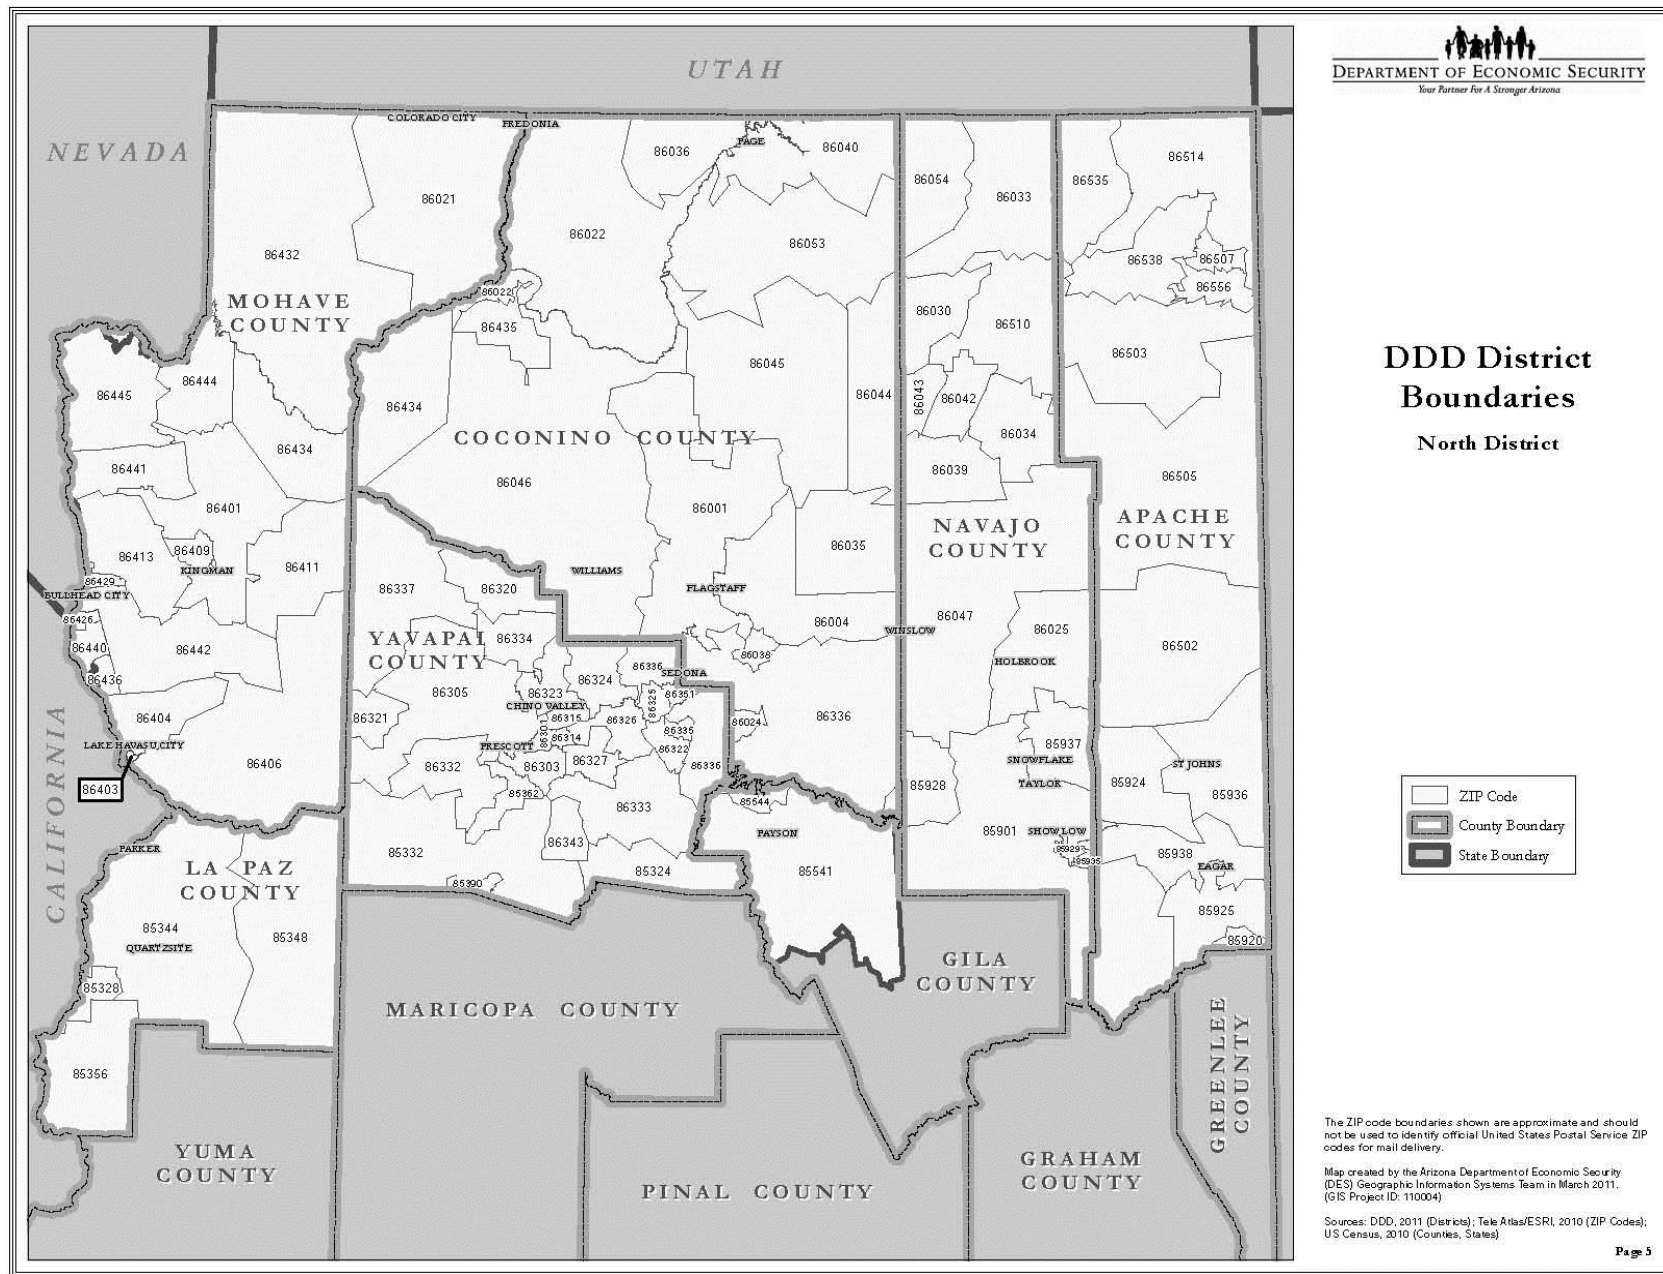 UTAH
NEVADA
CALIFORNIA
COLORADO CITY
FREDONIA
PAGE
86036
86040
86054
86033
86535
86514
86021
86432
86022
86053
86538
86507
86556
MOHAVE
COUNTY
86022
86435
86030
86510
86503
86445
86444
86434
86045
86044
86043
86042
86034
86434
COCONINO COUNTY
86441
86046
86039
86505
86401
86001
NAVAJO
COUNTY
APACHE
COUNTY
86413
86409
KINGMAN
86411
86035
86429
BULLHEAD CITY
86337
86320
WILLIAMS
FLAGSTAFF
86426
86440
86436
86442
YAVAPAI
COUNTY
86334
86004
WINSLOW
86047
86025
HOLBROOK
86502
86038
86336
SEDONA
86305
86323
86324
86325
86351
CHINO VALLEY
86321
86404
86301
86315
86326
86024
86336
LAKE HAVASU CITY
86403
86406
PRESCOTT
86314
86335
86322
86332
86303
86327
86336
85362
86333
85544
PAYSON
85937
SNOWFLAKE
TAYLOR
85928
85924
ST JOHNS
85936
85901
SHOW LOW
85929
85935
85938
EAGAR
PARKER
LA PAZ
COUNTY
85332
86343
85324
85390
85541
85925
85920
85344
QUARTZSITE
85348
85328
85356
MARICOPA COUNTY
GILA
COUNTY
YUMA
COUNTY
PINAL COUNTY
GRAHAM
COUNTY
GREENLEE
COUNTY
DEPARTMENT OF ECONOMIC SECURITY
Your Partner For A Stronger Arizona
DDD District
Boundaries
North District
ZIP Code
County Boundary
State Boundary
The ZIP code boundaries shown are approximate and should
not be used to identify official United States Postal Service ZIP
codes for mail delivery.
Map created by the Arizona Department of Economic Security
(DES) Geographic Information Systems Team in March 2011.
(GIS Project ID: 110004)
Sources: DDD, 2011 (Districts); Tele Atlas/ESRI, 2010 (ZIP Codes);
US Census, 2010 (Counties, States)
Page 5